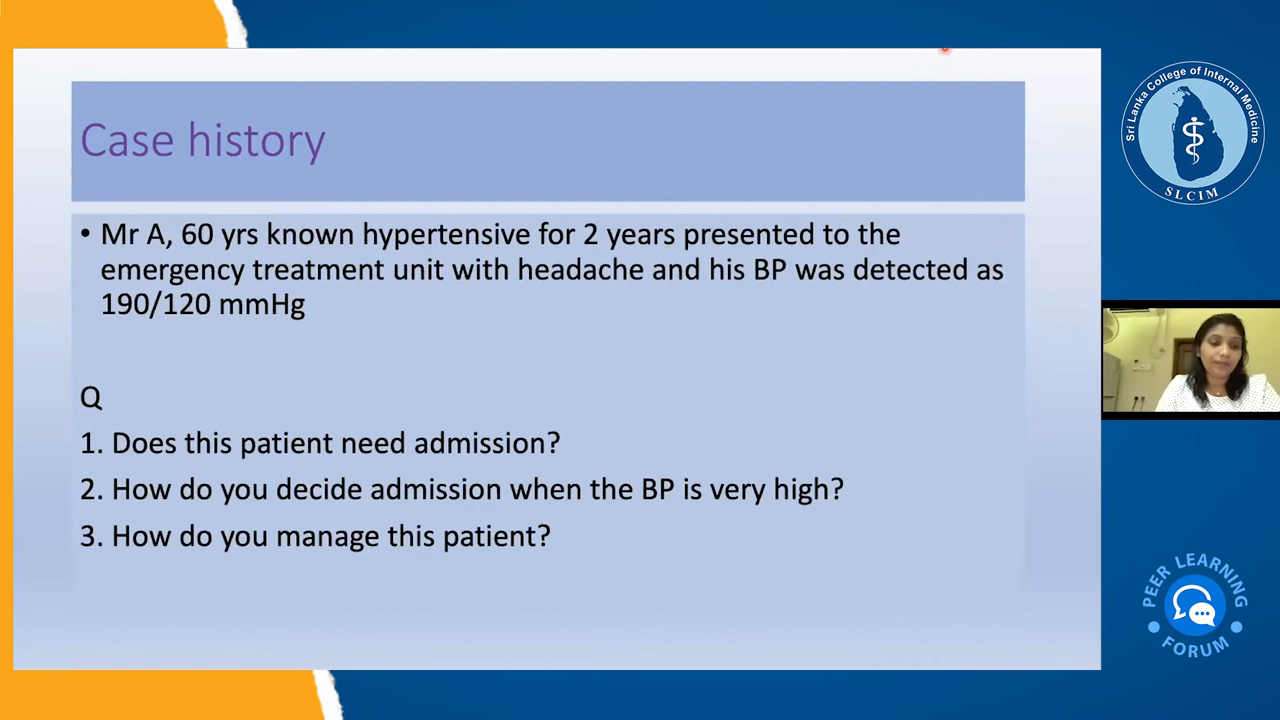 Case history
• Mr A, 60 yrs known hypertensive for 2 years presented to the
emergency treatment unit with headache and his BP was detected as
190/120 mmHg
Q
1. Does this patient need admission?
2. How do you decide admission when the BP is very high?
3. How do you manage this patient?
Sri Lanka College of Internal Medicine
SLCIM
PEER LEARNING
FORUM